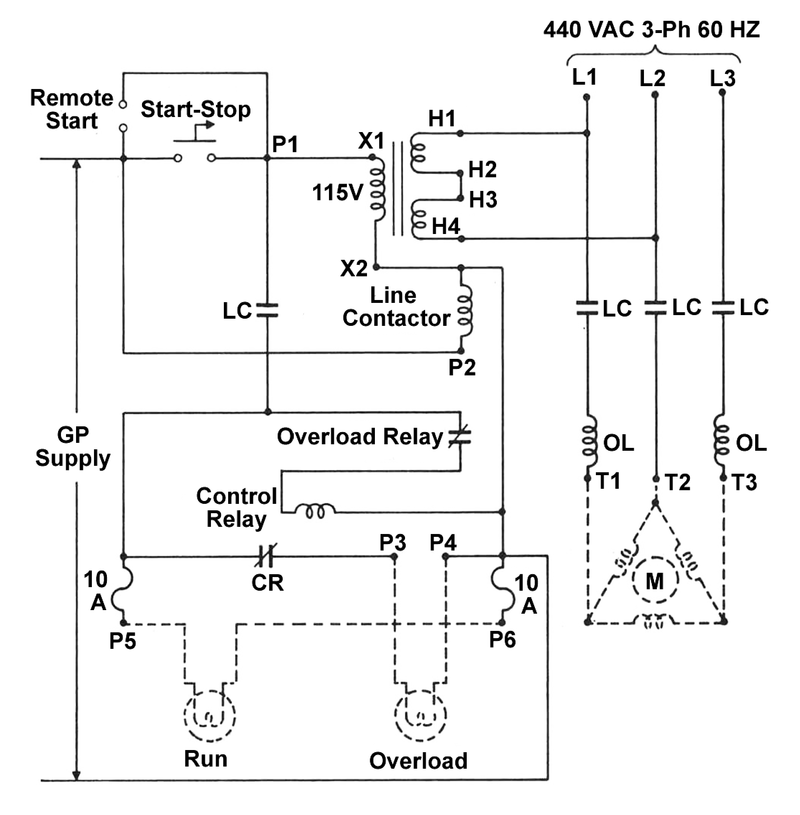 440 VAC 3-Ph 60 HZ
L1 L2 L3
Remote
Start
Start-Stop
P1
X1
H1
H2
115V
H3
H4
X2
Line
Contactor
LC
LC LC LC
P2
GP
Supply
Overload Relay
OL OL
T1 T2 T3
Control
Relay
P3 P4
CR
10
A
10
A
M
P5
P6
Run
Overload